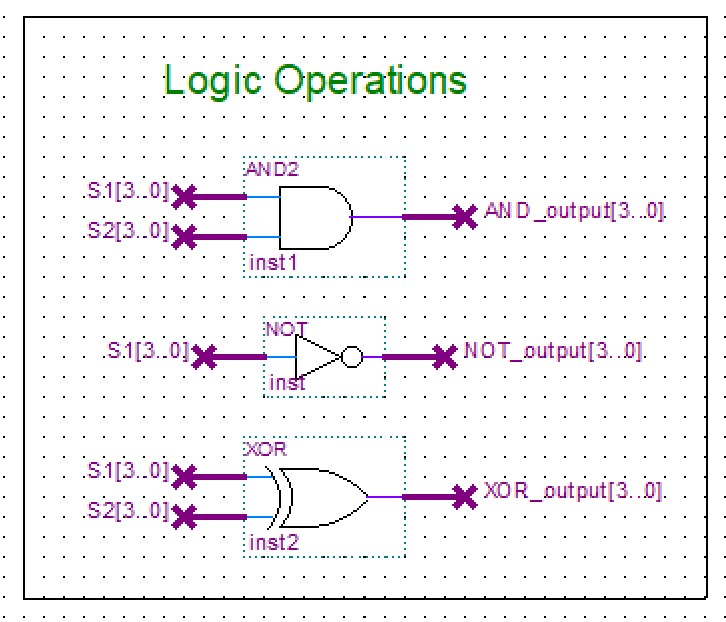 Logic Operations
AND2
S1[3..0]
S2[3..0]
AND_output[3..0]
inst1
NOT
S1[3..0]
NOT_output[3..0]
inst
XOR
S1[3..0]
S2[3..0]
XOR_output[3..0]
inst2